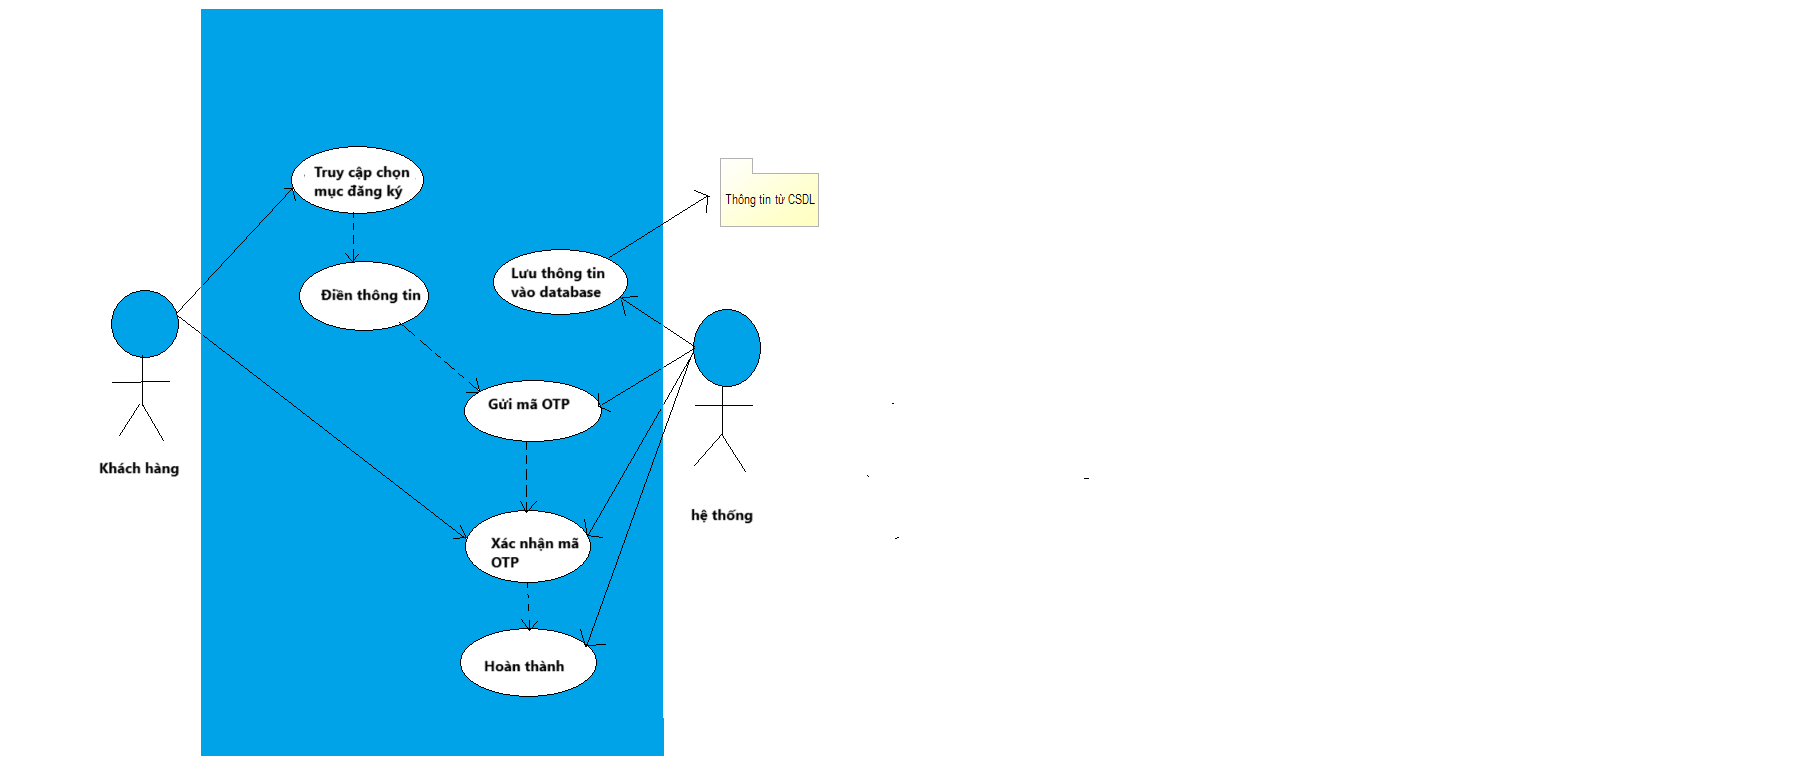 Truy cập chọn
mục đăng ký
Thông tin từ CSDL
Lưu thông tin
vào database
Điền thông tin
Gửi mã OTP
Khách hàng
hệ thống
Xác nhận mã
OTP
Hoàn thành